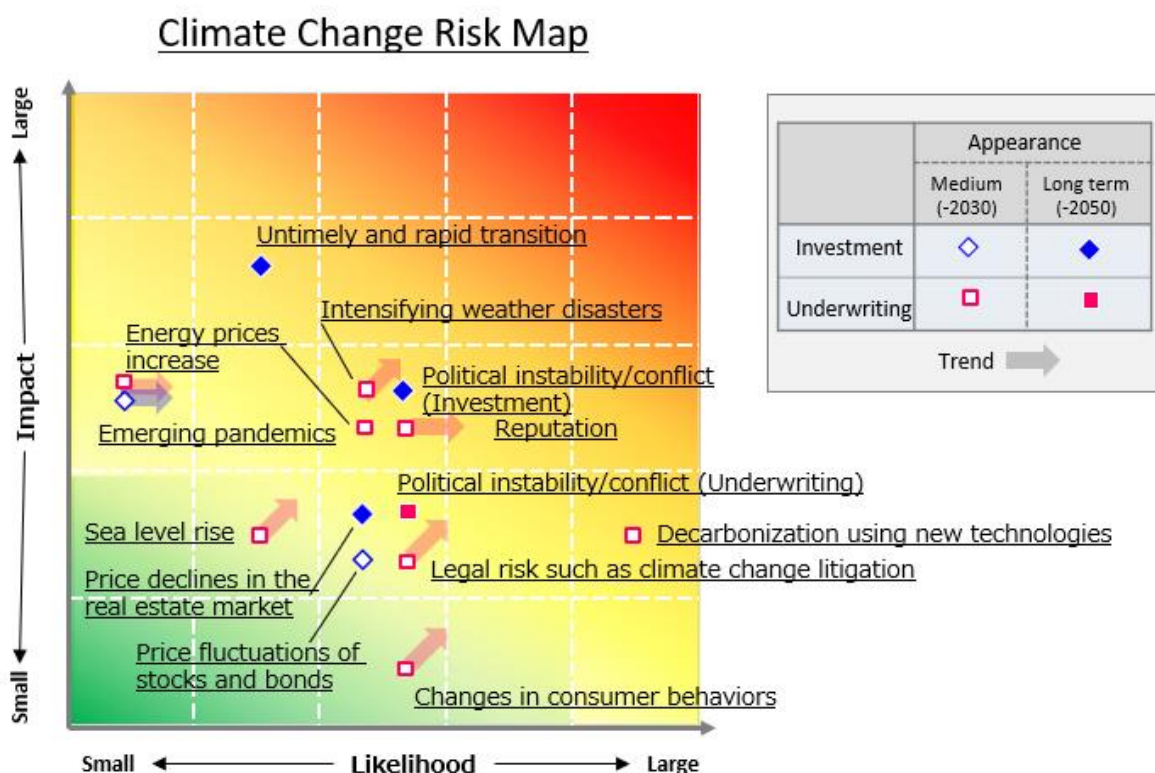 Climate Change Risk Map
Large
Impact
Small
Untimely and rapid transition
Intensifying weather disasters
Energy prices
increase
Political instability/conflict
(Investment)
Emerging pandemics
Reputation
Political instability/conflict (Underwriting)
Sea level rise
Decarbonization using new technologies
Price declines in the
real estate market
Legal risk such as climate change litigation
Price fluctuations of
stocks and bonds
Changes in consumer behaviors
Small
Likelihood
Large
Appearance
Medium
(-2030)
Long term
(-2050)
Investment
Underwriting
Trend